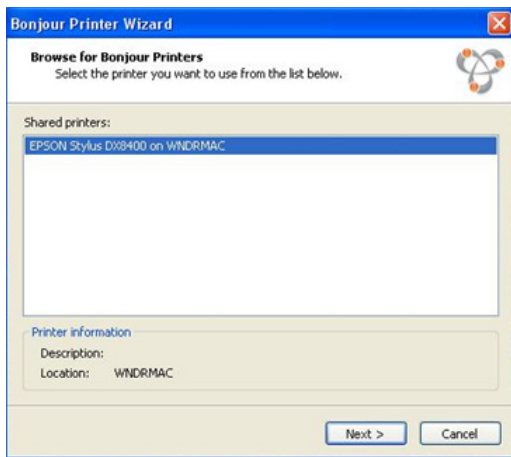 Bonjour Printer Wizard
Browse for Bonjour Printers
Select the printer you want to use from the list below.
Shared printers:
EPSON Stylus DX8400 on WNDRMAC
Printer information
Description:
Location: WNDRMAC
Next > Cancel